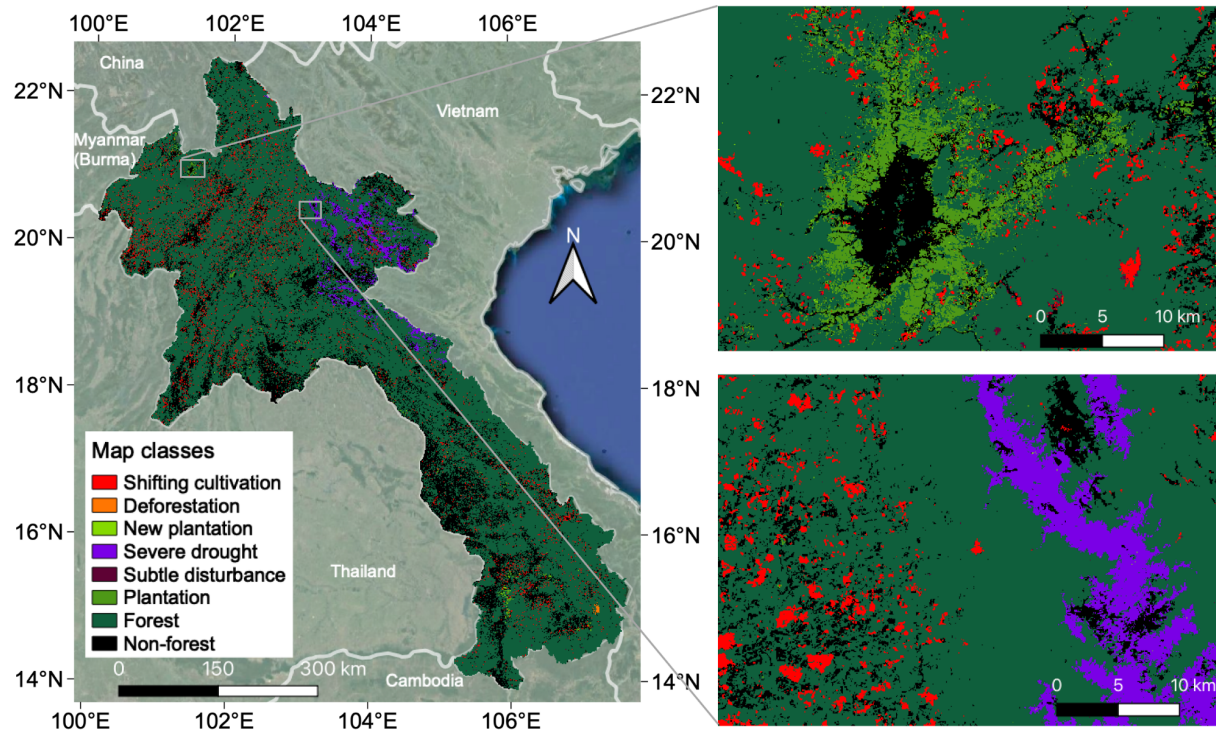 102°E
104°E
106°E
China
22°N
22°N
Vietnam
Myanmar
(Burma)
20°N
20°N
N
0 5 10 km
18°N
18°N
Map classes
Shifting cultivation
Deforestation
New plantation
Severe drought
Subtle disturbance
Plantation
Forest
Non-forest
16°N
16°N
Thailand
0 150 300 km
14°N
14°N
Cambodia
0 5 10 km
100°E
102°E
104°E
106°E